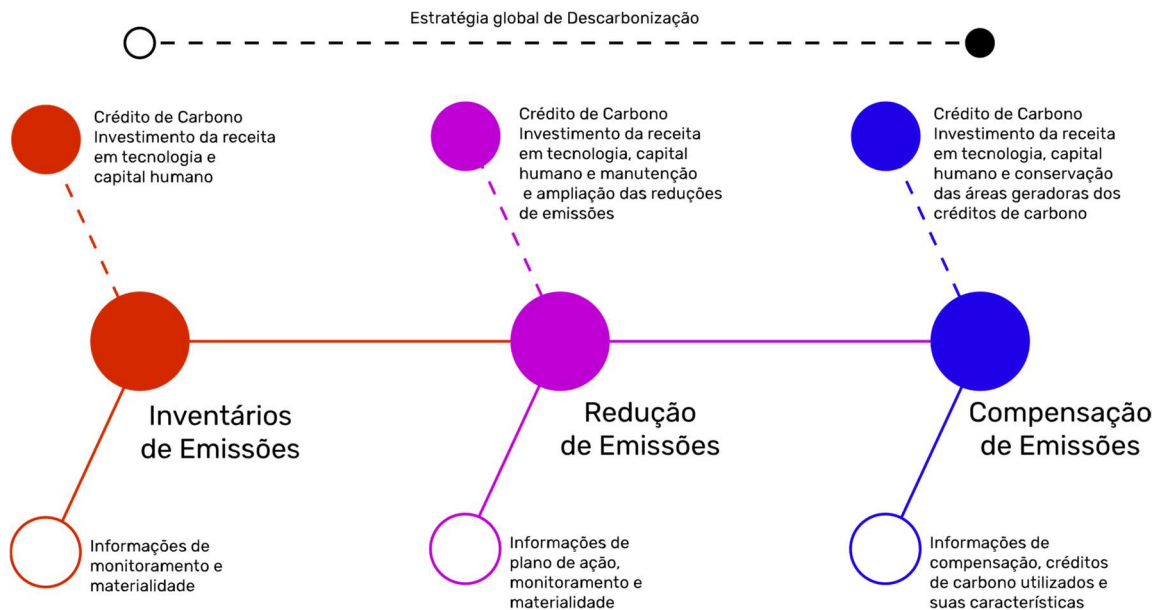 Estratégia global de Descarbonização
Crédito de Carbono
Investimento da receita
em tecnologia e
capital humano
Crédito de Carbono
Investimento da receita
em tecnologia, capital
humano e manutenção
e ampliação das reduções
de emissões
Crédito de Carbono
Investimento da receita
em tecnologia, capital
humano e conservação
das áreas geradoras dos
créditos de carbono
Inventários
de Emissões
Redução
de Emissões
Compensação
de Emissões
Informações de
monitoramento e
materialidade
Informações de
plano de ação,
monitoramento e
materialidade
Informações de
compensação, créditos
de carbono utilizados e
suas características